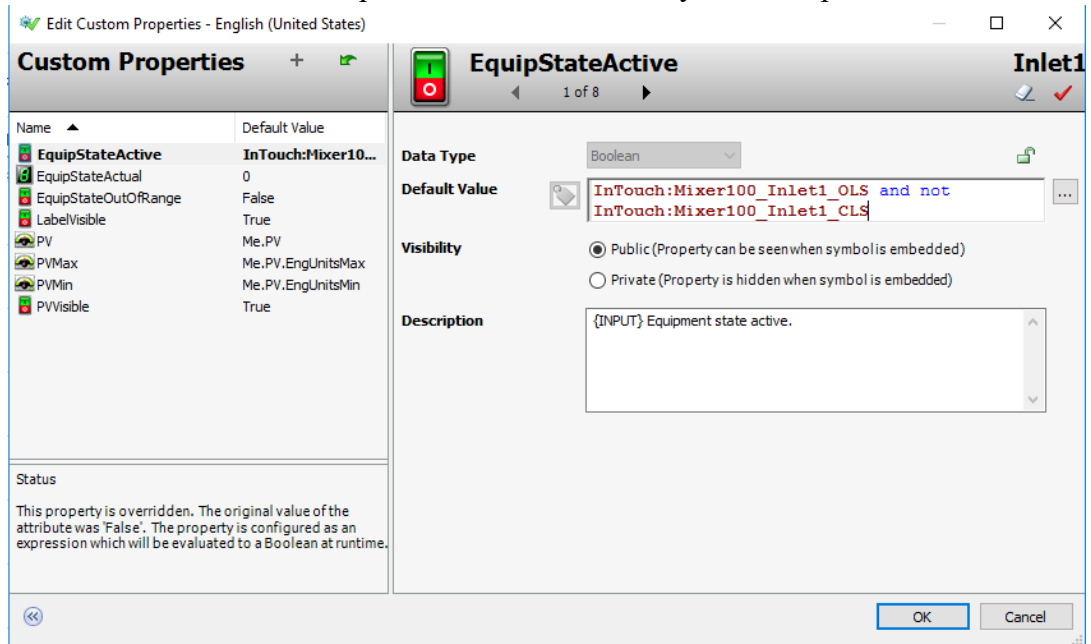 Edit Custom Properties - English (United States)
Custom Properties
EquipStateActive
Inlet1
1 of 8
Name
Default Value
EquipStateActive InTouch:Mixer10...
EquipStateActual 0
EquipStateOutOfRange False
LabelVisible True
PV Me.PV
PVMax Me.PV.EngUnitsMax
PVMin Me.PV.EngUnitsMin
PVVisible True
Status
This property is overridden. The original value of the
attribute was 'False'. The property is configured as an
expression which will be evaluated to a Boolean at runtime.
Data Type
Boolean
Default Value
InTouch:Mixer100_Inlet1_OLS and not
InTouch:Mixer100_Inlet1_CLS
...
Visibility
Public (Property can be seen when symbol is embedded)
Private (Property is hidden when symbol is embedded)
Description
{INPUT} Equipment state active.
OK
Cancel